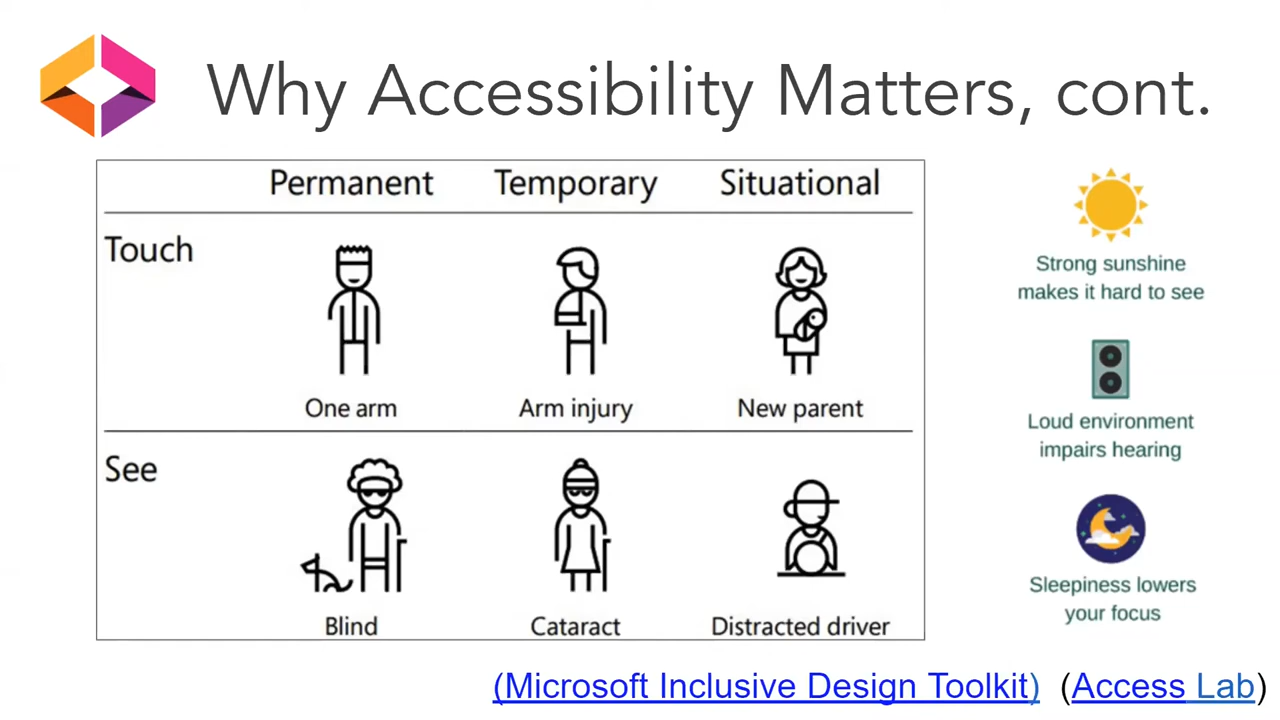 Why Accessibility Matters, cont.
Permanent Temporary Situational
Touch
One arm Arm injury New parent
See
Blind Cataract Distracted driver
Strong sunshine
makes it hard to see
Loud environment
impairs hearing
Sleepiness lowers
your focus
(Microsoft Inclusive Design Toolkit) (Access Lab)